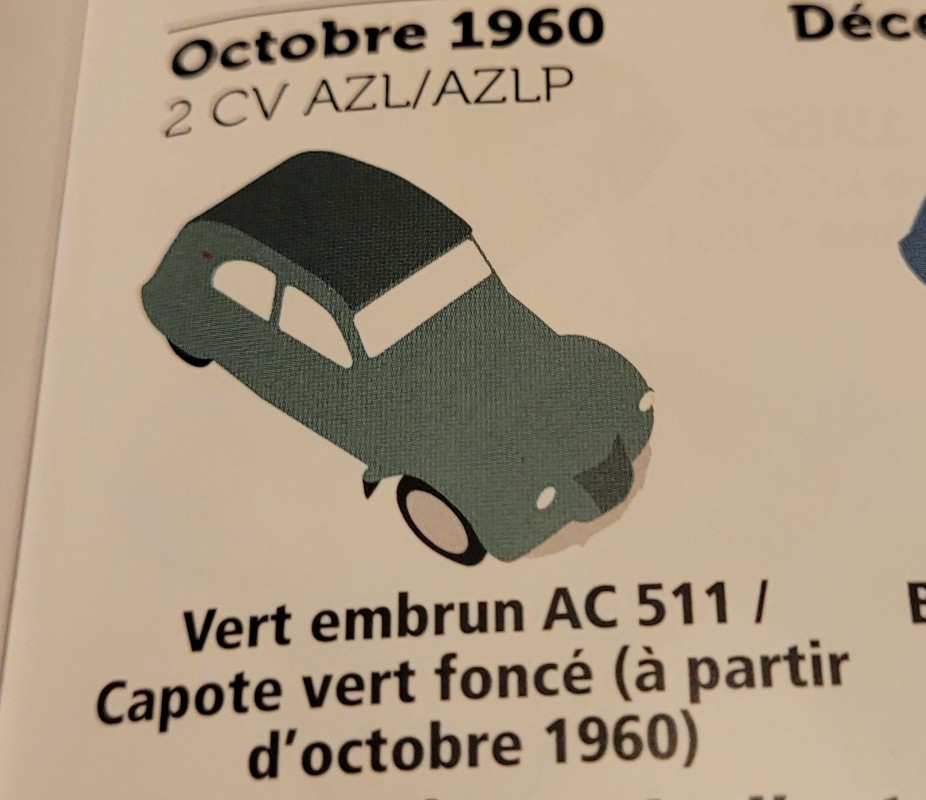 Octobre 1960
2 CV AZL/AZLP
Vert embrun AC 511 /
Capote vert foncé (à partir
d'octobre 1960)